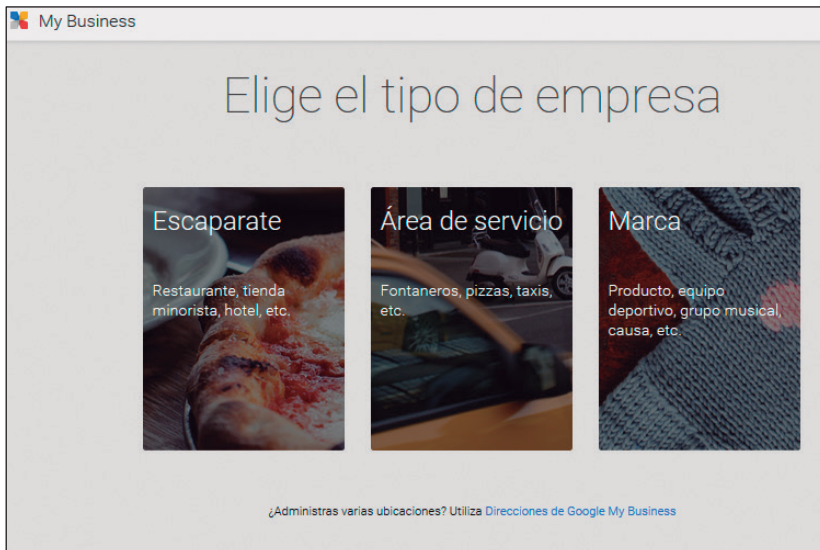 My Business
Elige el tipo de empresa
Escaparate
Restaurante, tienda
minorista, hotel, etc.
Área de servicio
Fontaneros, pizzas, taxis,
etc.
Marca
Producto, equipo
deportivo, grupo musical,
causa, etc.
¿Administras varias ubicaciones? Utiliza Direcciones de Google My Business